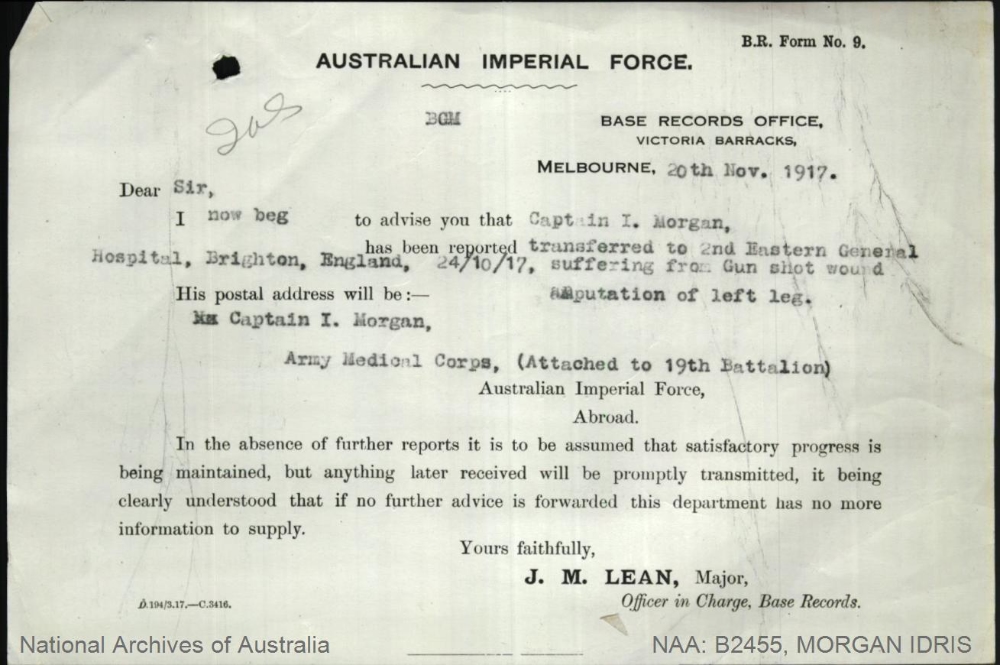 B.R. Form No. 9.
AUSTRALIAN IMPERIAL FORCE.
BGM
BASE RECORDS OFFICE,
VICTORIA BARRACKS,
MELBOURNE, 20th Nov. 1917.
Dear Sir,
I now beg to advise you that Captain I. Morgan,
has been reported transferred to 2nd Eastern General
Hospital, Brighton, England, 24/10/17, suffering from Gun shot wound
His postal address will be:— amputation of left leg.
Captain I. Morgan,
Army Medical Corps, (Attached to 19th Battalion)
Australian Imperial Force,
Abroad.
In the absence of further reports it is to be assumed that satisfactory progress is
being maintained, but anything later received will be promptly transmitted, it being
clearly understood that if no further advice is forwarded this department has no more
information to supply.
Yours faithfully,
J. M. LEAN, Major,
Officer in Charge, Base Records.
D.194/3.17.—C.3416.
National Archives of Australia
NAA: B2455, MORGAN IDRIS